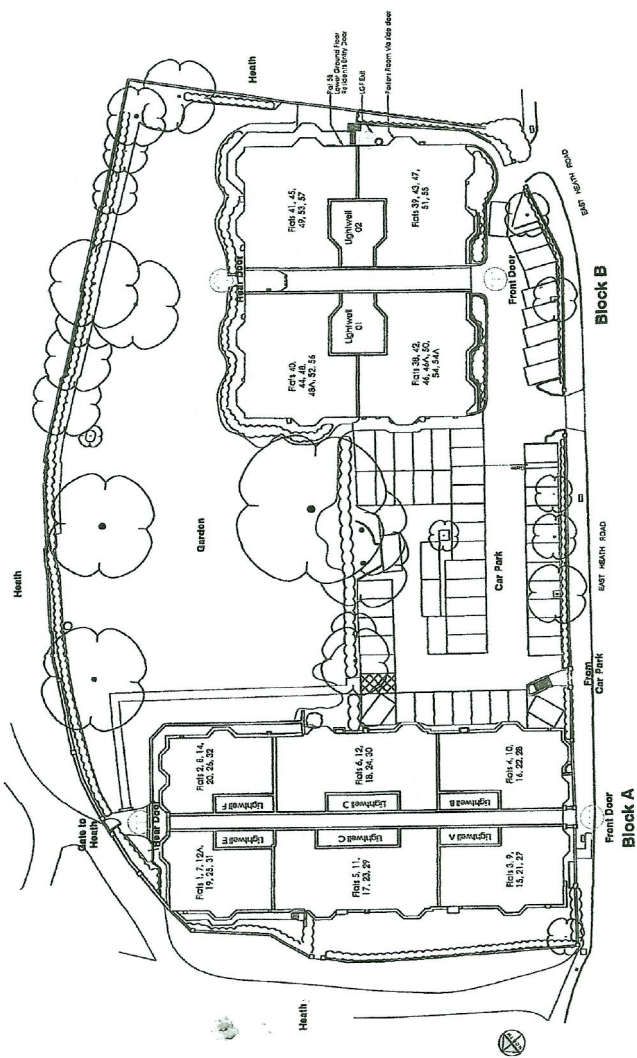 Heath
Flat 58
Lower Ground Floor
Residents Entry Door
LGF Exit
Porters Room Via side door
EAST HEATH ROAD
Flats 41, 45,
49, 53, 57
Lightwell
02
Flats 39, 43, 47,
51, 55
Rear Door
Front Door
Block B
Flats 40,
44, 48,
48A, 52, 56
Lightwell
01
Flats 38, 42,
46, 46A, 50,
54, 54A
Heath
Garden
Car Park
EAST HEATH ROAD
From
Car Park
Flats 2, 8, 14,
20, 26, 32
Flats 6, 12,
18, 24, 30
Flats 4, 10,
16, 22, 28
Lightwell F
Lightwell D
Lightwell B
Gate to
Heath
Rear Door
Front Door
Block A
Lightwell E
Lightwell C
Lightwell A
Flats 1, 7, 12A,
19, 25, 31
Flats 5, 11,
17, 23, 29
Flats 3, 9,
15, 21, 27
Heath
NORTH